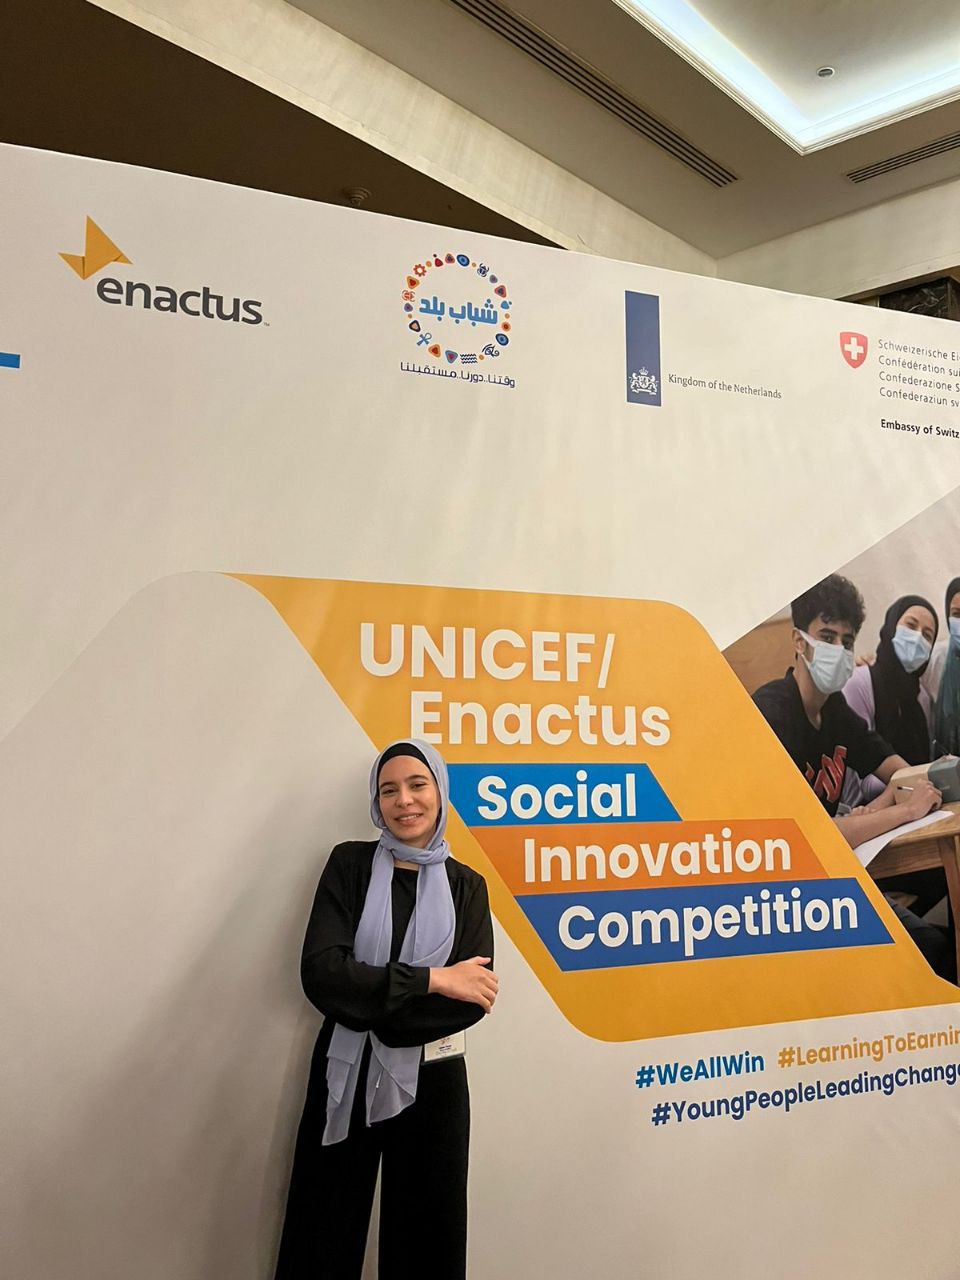 enactus
شباب بلد
وقتنا..دورنا..مستقبلنا
Kingdom of the Netherlands
Schweizerische Ei
Confédération sui
Confederazione S
Confederaziun sv
Embassy of Switz
UNICEF/
Enactus
Social
Innovation
Competition
#WeAllWin #LearningToEarnin
#YoungPeopleLeadingChange